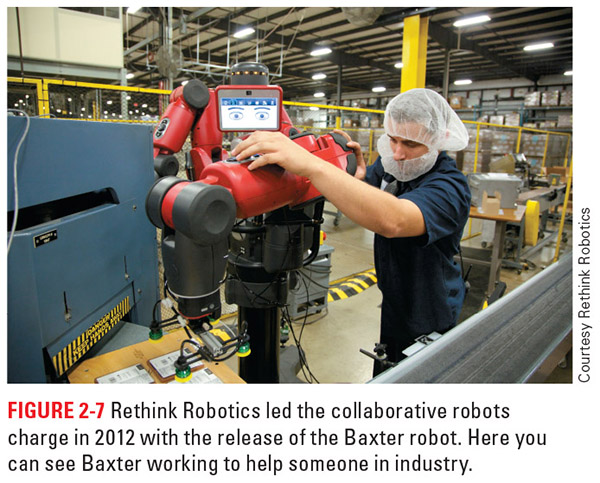 DANGER
Courtesy Rethink Robotics
FIGURE 2-7 Rethink Robotics led the collaborative robots
charge in 2012 with the release of the Baxter robot. Here you
can see Baxter working to help someone in industry.